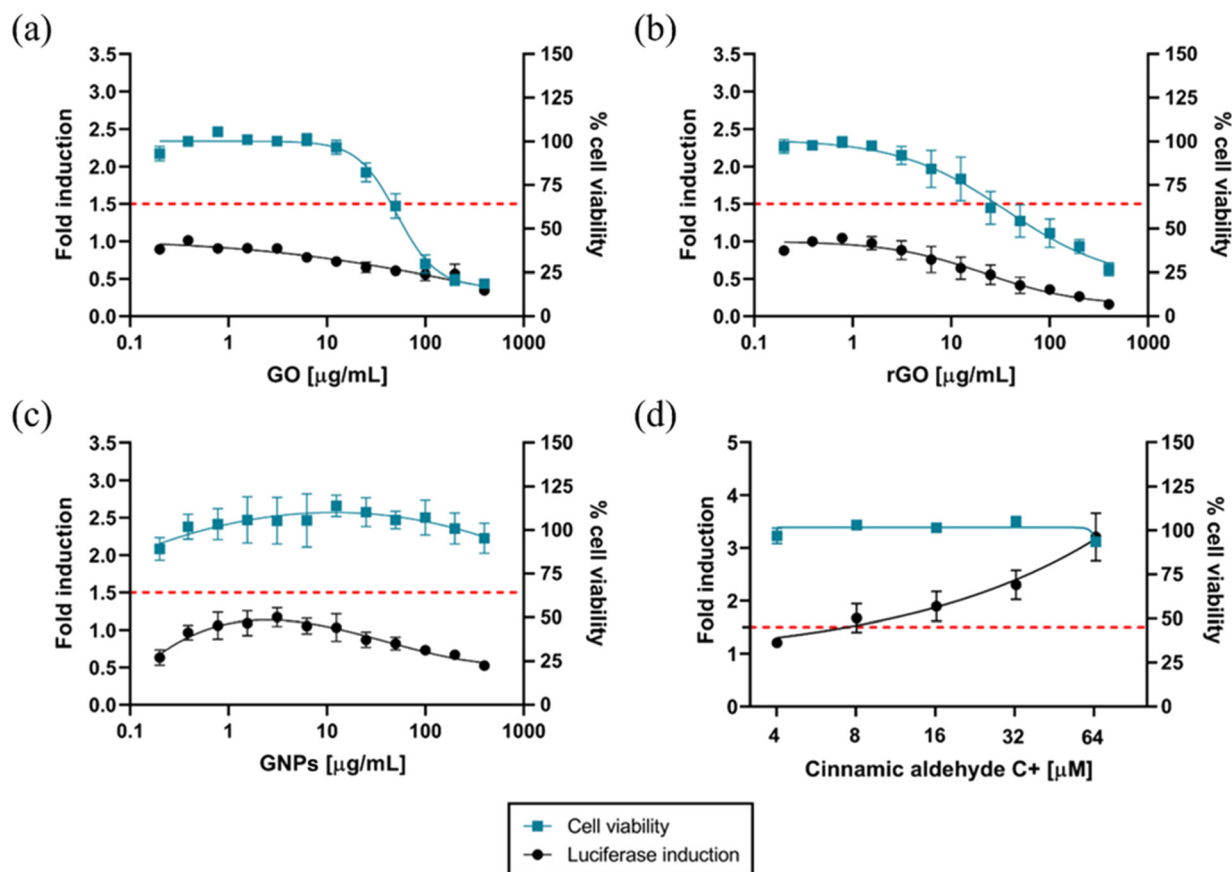 (a)
3.5
3.0
2.5
2.0
1.5
1.0
0.5
0.0
Fold induction
150
125
100
75
50
25
0
% cell viability
0.1 1 10 100 1000
GO [μg/mL]
(b)
3.5
3.0
2.5
2.0
1.5
1.0
0.5
0.0
Fold induction
150
125
100
75
50
25
0
% cell viability
0.1 1 10 100 1000
rGO [μg/mL]
(c)
3.5
3.0
2.5
2.0
1.5
1.0
0.5
0.0
Fold induction
150
125
100
75
50
25
0
% cell viability
0.1 1 10 100 1000
GNPs [μg/mL]
(d)
5
4
3
2
1
0
Fold induction
150
125
100
75
50
25
0
% cell viability
4 8 16 32 64
Cinnamic aldehyde C+ [μM]
Cell viability
Luciferase induction